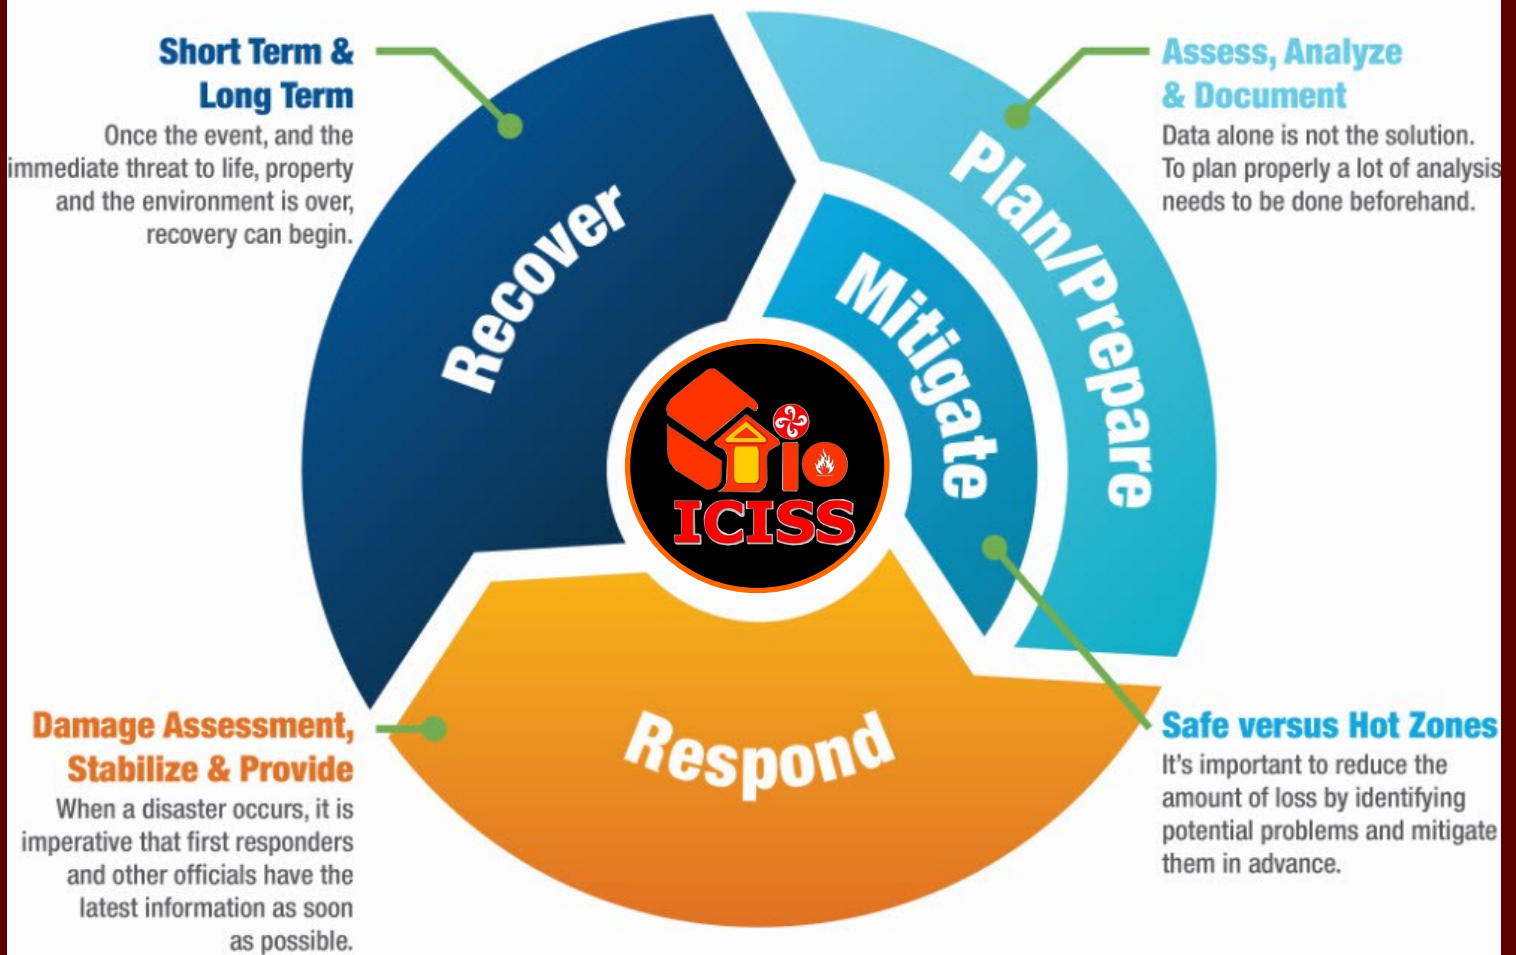 Short Term &
Long Term
Once the event, and the
immediate threat to life, property
and the environment is over,
recovery can begin.
Assess, Analyze
& Document
Data alone is not the solution.
To plan properly a lot of analysis
needs to be done beforehand.
Recover
Plan/Prepare
Mitigate
ICISS
Respond
Damage Assessment,
Stabilize & Provide
When a disaster occurs, it is
imperative that first responders
and other officials have the
latest information as soon
as possible.
Safe versus Hot Zones
It's important to reduce the
amount of loss by identifying
potential problems and mitigate
them in advance.